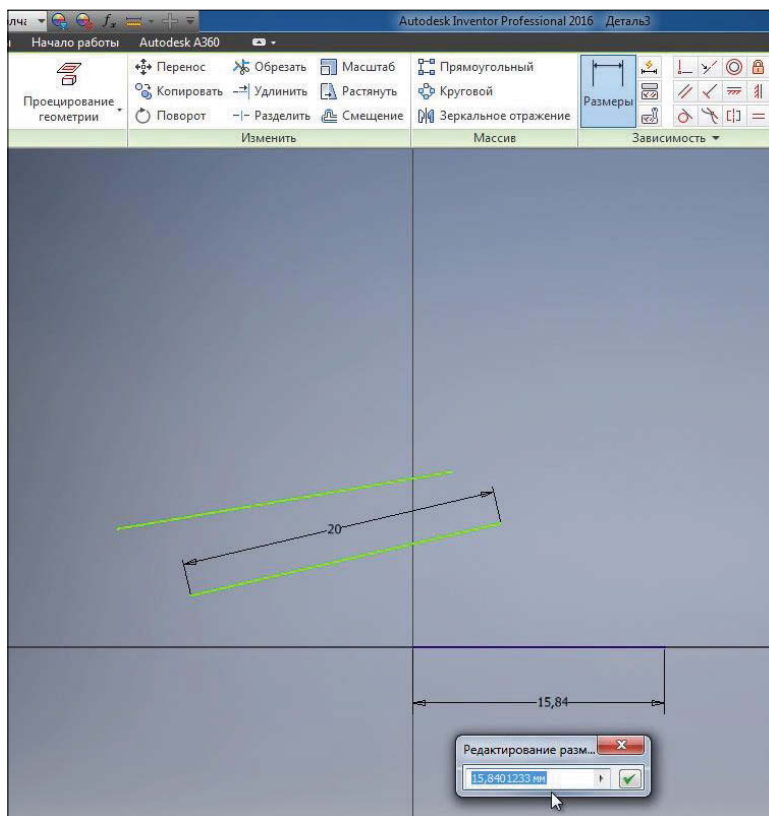 Autodesk Inventor Professional 2016 Деталь3
Начало работы Autodesk A360
Перенос Обрезать Масштаб Прямоугольный
Проецирование геометрии Копировать Удлинить Растянуть Круговой Размеры
Поворот Разделить Смещение Зеркальное отражение
Изменить Массив Зависимость
20
15,84
Редактирование разм...
15,8401233 мм